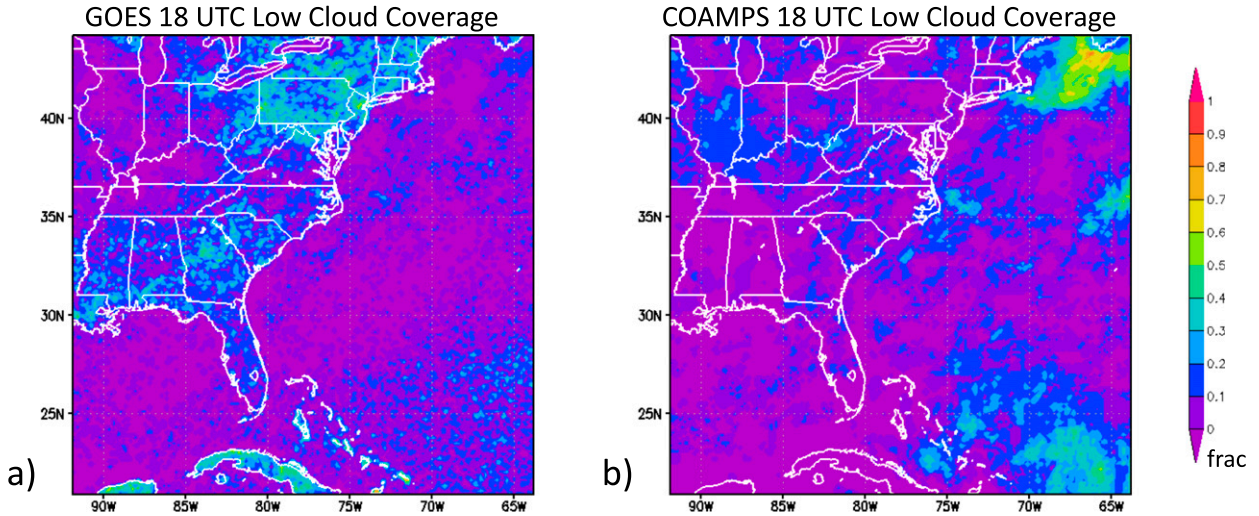 GOES 18 UTC Low Cloud Coverage
COAMPS 18 UTC Low Cloud Coverage
40N
35N
30N
25N
90W 85W 80W 75W 70W 65W
a)
40N
35N
30N
25N
90W 85W 80W 75W 70W 65W
b)
1
0.9
0.8
0.7
0.6
0.5
0.4
0.3
0.2
0.1
0
frac